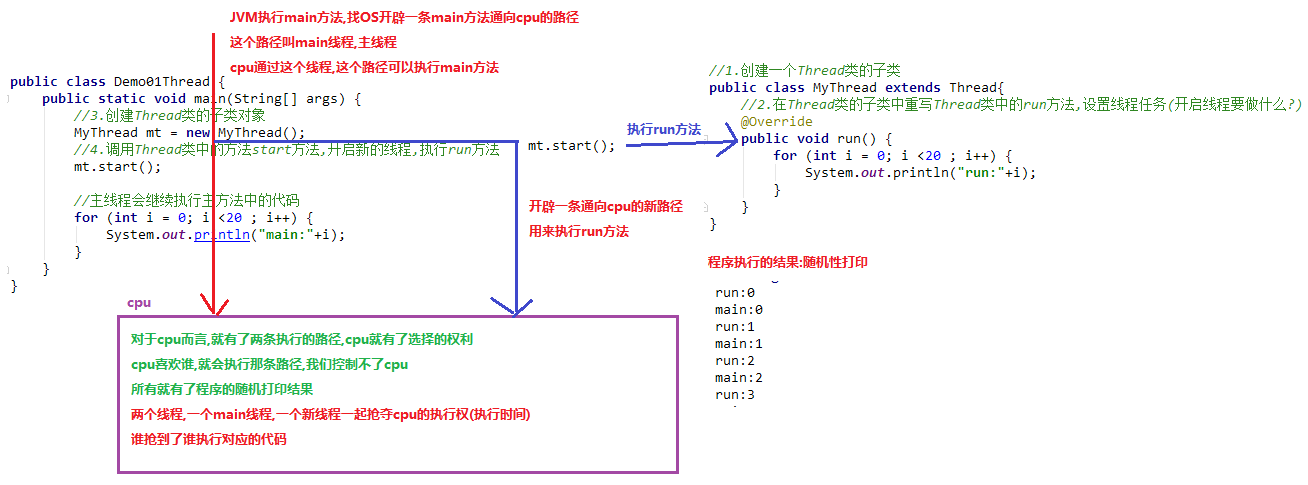 JVM执行main方法,找OS开辟一条main方法通向cpu的路径
这个路径叫main线程,主线程
cpu通过这个线程,这个路径可以执行main方法
public class Demo01Thread {
public static void main(String[] args) {
//3.创建Thread类的子类对象
MyThread mt = new MyThread();
//4.调用Thread类中的方法start方法,开启新的线程,执行run方法
mt.start();
//主线程会继续执行主方法中的代码
for (int i = 0; i <20 ; i++) {
System.out.println("main:"+i);
}
}
}
mt.start();
执行run方法
开辟一条通向cpu的新路径
用来执行run方法
//1.创建一个Thread类的子类
public class MyThread extends Thread{
//2.在Thread类的子类中重写Thread类中的run方法,设置线程任务(开启线程要做什么?)
@Override
public void run() {
for (int i = 0; i <20 ; i++) {
System.out.println("run:"+i);
}
}
}
程序执行的结果:随机性打印
run:0
main:0
run:1
main:1
run:2
main:2
run:3
cpu
对于cpu而言,就有了两条执行的路径,cpu就有了选择的权利
cpu喜欢谁,就会执行那条路径,我们控制不了cpu
所有就有了程序的随机打印结果
两个线程,一个main线程,一个新线程一起抢夺cpu的执行权(执行时间)
谁抢到了谁执行对应的代码